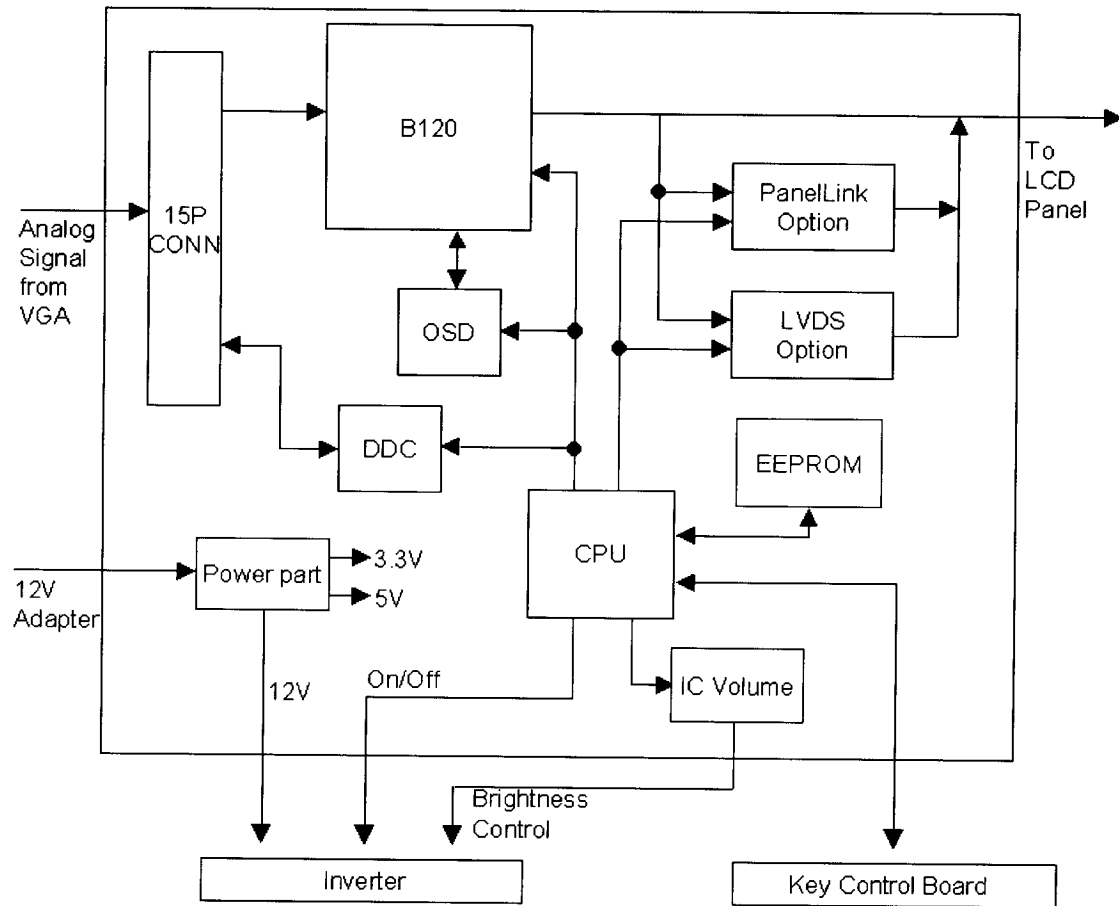 B120
To
LCD
Panel
PanelLink
Option
15P
CONN
Analog
Signal
from
VGA
OSD
LVDS
Option
DDC
EEPROM
CPU
3.3V
Power part
5V
12V
Adapter
On/Off
12V
IC Volume
Brightness
Control
Inverter
Key Control Board